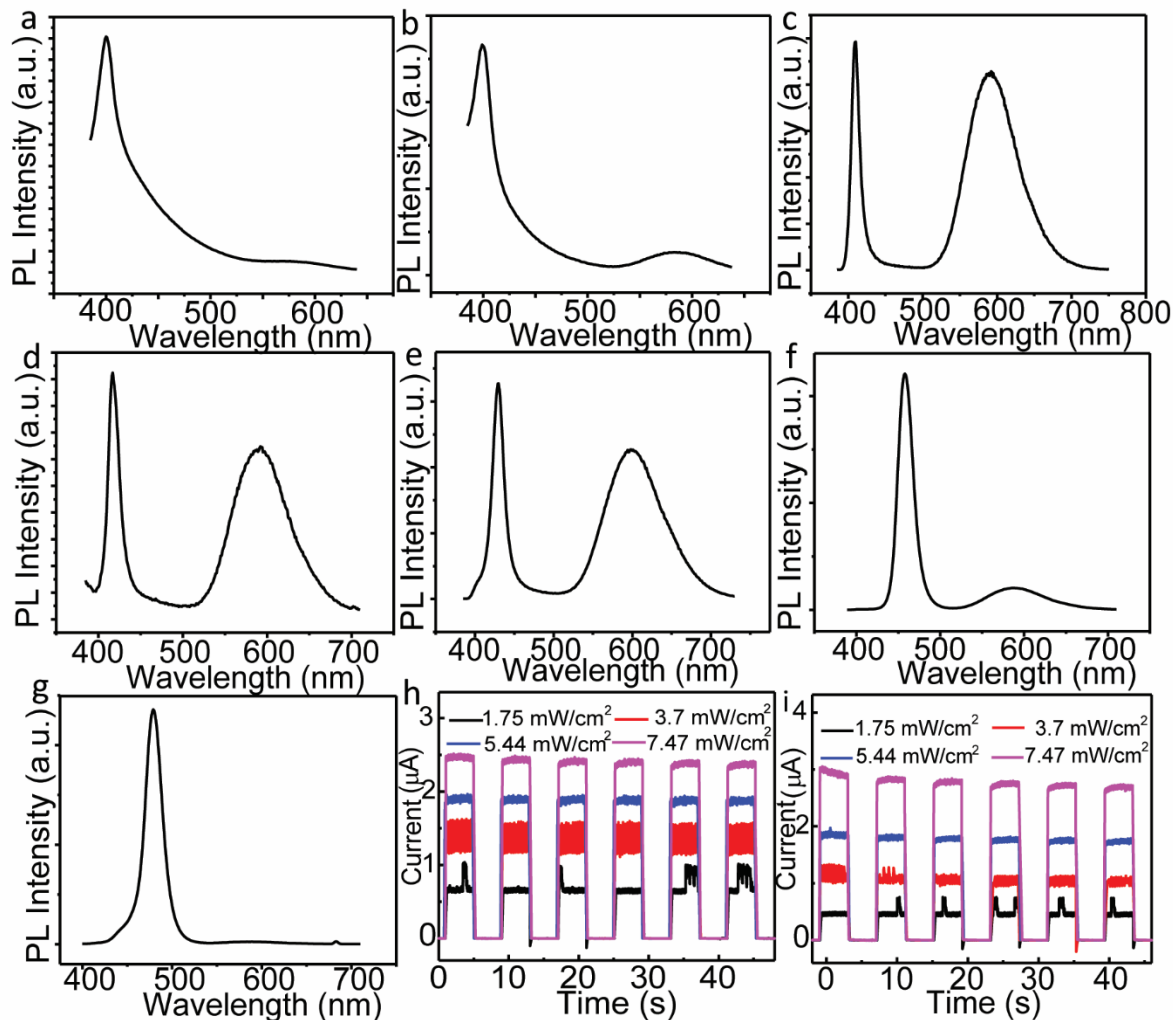 a
PL Intensity (a.u.)
400 500 600
Wavelength (nm)
b
PL Intensity (a.u.)
400 500 600
Wavelength (nm)
c
PL Intensity (a.u.)
400 500 600 700 800
Wavelength (nm)
d
PL Intensity (a.u.)
400 500 600 700
Wavelength (nm)
e
PL Intensity (a.u.)
400 500 600 700
Wavelength (nm)
f
PL Intensity (a.u.)
400 500 600 700
Wavelength (nm)
g
PL Intensity (a.u.)
400 500 600 700
Wavelength (nm)
h
1.75 mW/cm² 3.7 mW/cm²
5.44 mW/cm² 7.47 mW/cm²
Current(μA)
3
2
1
0
0 10 20 30 40
Time (s)
i
1.75 mW/cm² 3.7 mW/cm²
5.44 mW/cm² 7.47 mW/cm²
Current(μA)
4
2
0
0 10 20 30 40
Time (s)